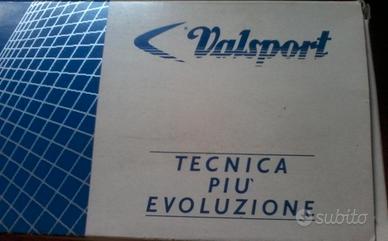 Valsport
TECNICA
PIU'
EVOLUZIONE
subito